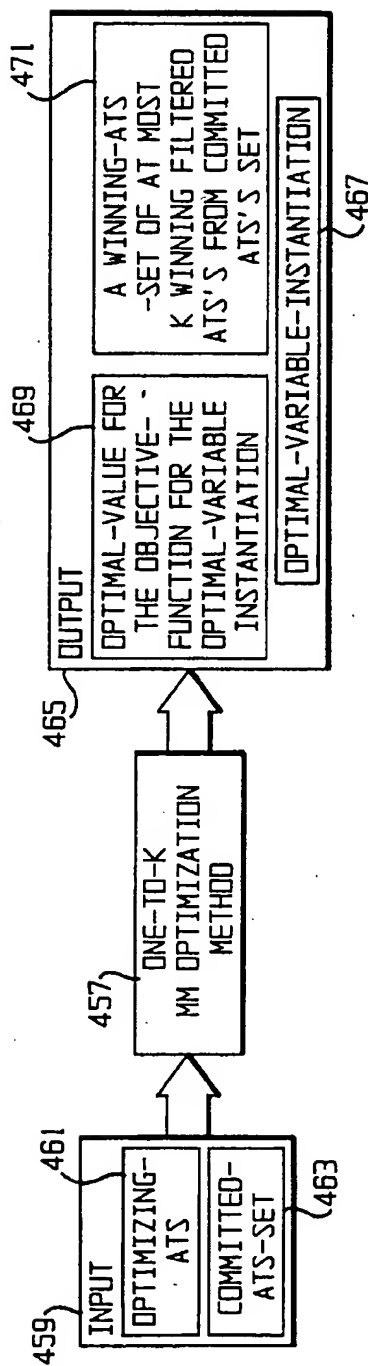 459
INPUT
461
OPTIMIZING-
ATS
COMMITTED-
ATS-SET
463
457
ONE-TO-K
MM OPTIMIZATION
METHOD
465
OUTPUT
469
OPTIMAL-VALUE FOR
THE OBJECTIVE-
FUNCTION FOR THE
OPTIMAL-VARIABLE
INSTANTIATION
471
A WINNING-ATS
-SET OF AT MOST
K WINNING FILTERED
ATS'S FROM COMMITTED
ATS'S SET
OPTIMAL-VARIABLE-INSTANTIATION
467